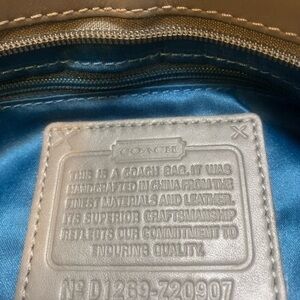 COACH
THIS IS A COACH BAG. IT WAS
HANDCRAFTED IN CHINA FROM THE
FINEST MATERIALS AND LEATHER.
ITS SUPERIOR CRAFTSMANSHIP
REFLECTS OUR COMMITMENT TO
ENDURING QUALITY.
Nº D1269-Z20907